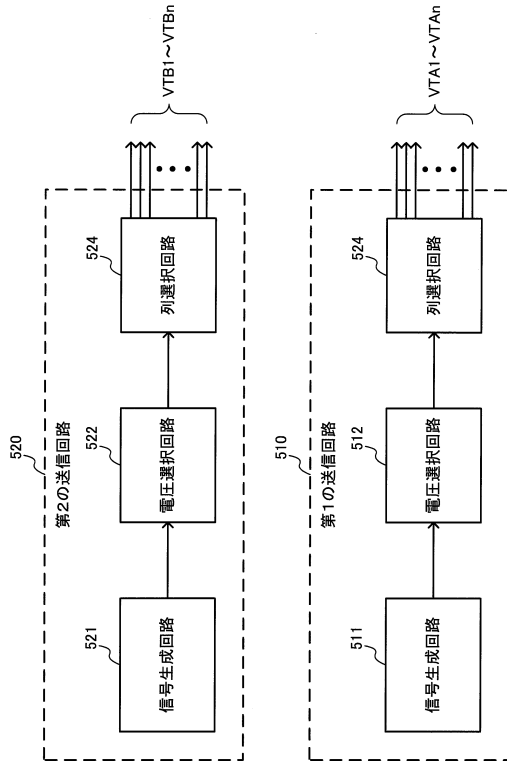 520
第2の送信回路
521
信号生成回路
522
電圧選択回路
524
列選択回路
VTB1~VTBn
510
第1の送信回路
511
信号生成回路
512
電圧選択回路
524
列選択回路
VTA1~VTAn